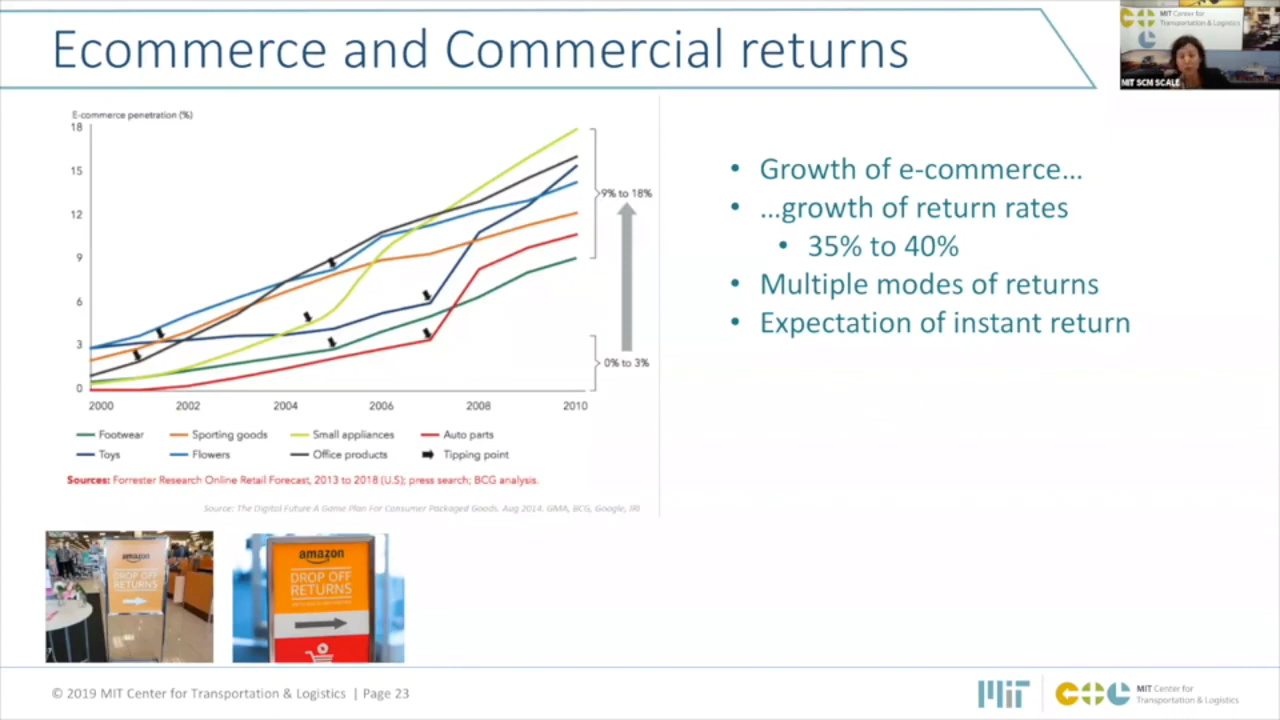 Ecommerce and Commercial returns
MIT Center for
Transportation & Logistics
MIT SCM SCALE
E-commerce penetration (%)
18
15
12
9
6
3
0
9% to 18%
0% to 3%
2000 2002 2004 2006 2008 2010
Footwear Sporting goods Small appliances Auto parts
Toys Flowers Office products Tipping point
Sources: Forrester Research Online Retail Forecast, 2013 to 2018 (U.S); press search; BCG analysis.
Source: The Digital Future A Game Plan For Consumer Packaged Goods. Aug 2014. GMA, BCG, Google, IRI
• Growth of e-commerce...
• ...growth of return rates
• 35% to 40%
• Multiple modes of returns
• Expectation of instant return
amazon
DROP OFF
RETURNS
amazon
DROP OFF
RETURNS
© 2019 MIT Center for Transportation & Logistics | Page 23
MIT
CTL
MIT Center for
Transportation & Logistics